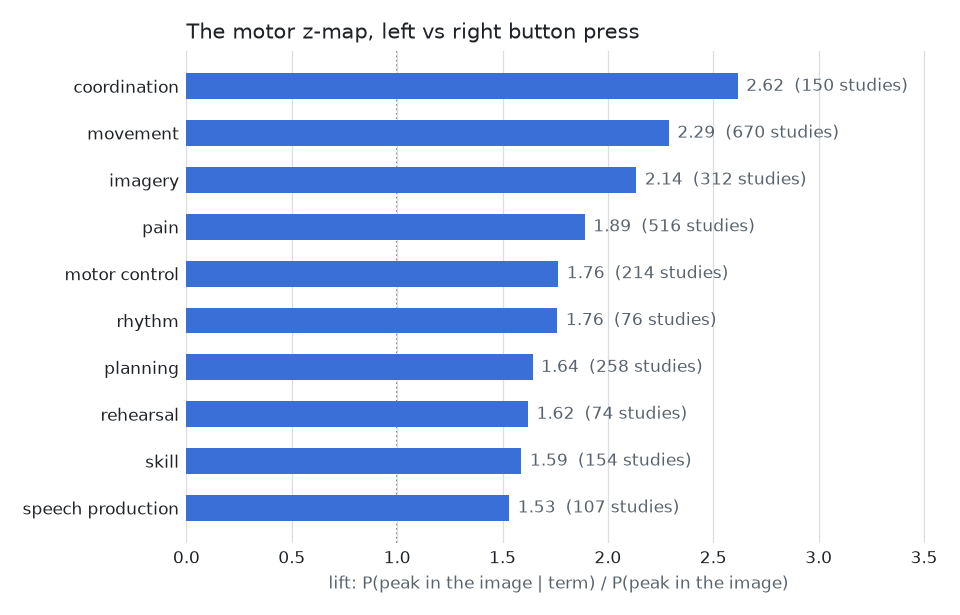 The motor z-map, left vs right button press
coordination 2.62 (150 studies)
movement 2.29 (670 studies)
imagery 2.14 (312 studies)
pain 1.89 (516 studies)
motor control 1.76 (214 studies)
rhythm 1.76 (76 studies)
planning 1.64 (258 studies)
rehearsal 1.62 (74 studies)
skill 1.59 (154 studies)
speech production 1.53 (107 studies)
0.0 0.5 1.0 1.5 2.0 2.5 3.0 3.5
lift: P(peak in the image | term) / P(peak in the image)